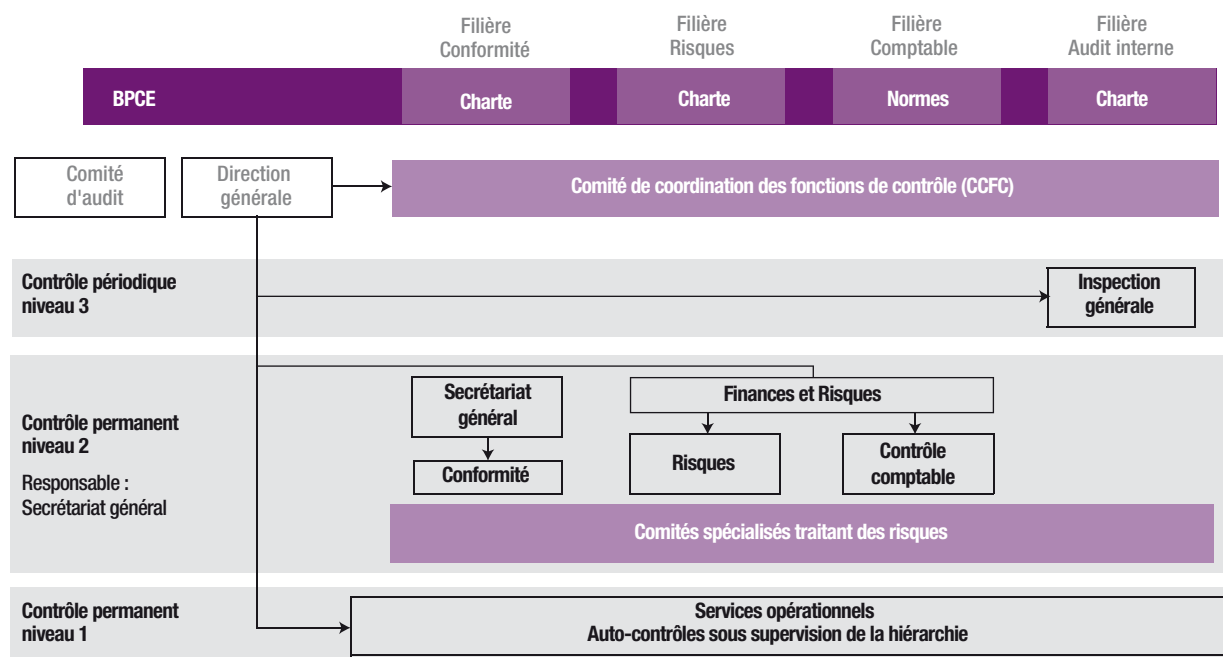 Filière
Conformité
Filière
Risques
Filière
Comptable
Filière
Audit interne
BPCE
Charte
Charte
Normes
Charte
Comité
d'audit
Direction
générale
Comité de coordination des fonctions de contrôle (CCFC)
Contrôle périodique
niveau 3
Inspection
générale
Contrôle permanent
niveau 2
Responsable :
Secrétariat général
Secrétariat
général
Finances et Risques
Conformité
Risques
Contrôle
comptable
Comités spécialisés traitant des risques
Contrôle permanent
niveau 1
Services opérationnels
Auto-contrôles sous supervision de la hiérarchie